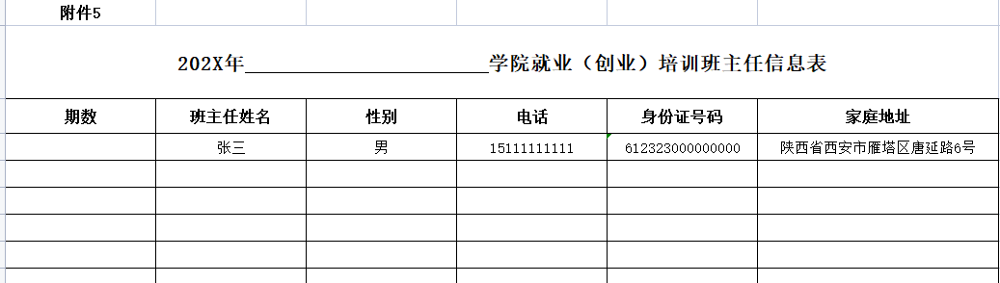 附件5
202X年______________________学院就业（创业）培训班主任信息表
期数 班主任姓名 性别 电话 身份证号码 家庭地址
张三 男 15111111111 612323000000000 陕西省西安市雁塔区唐延路6号